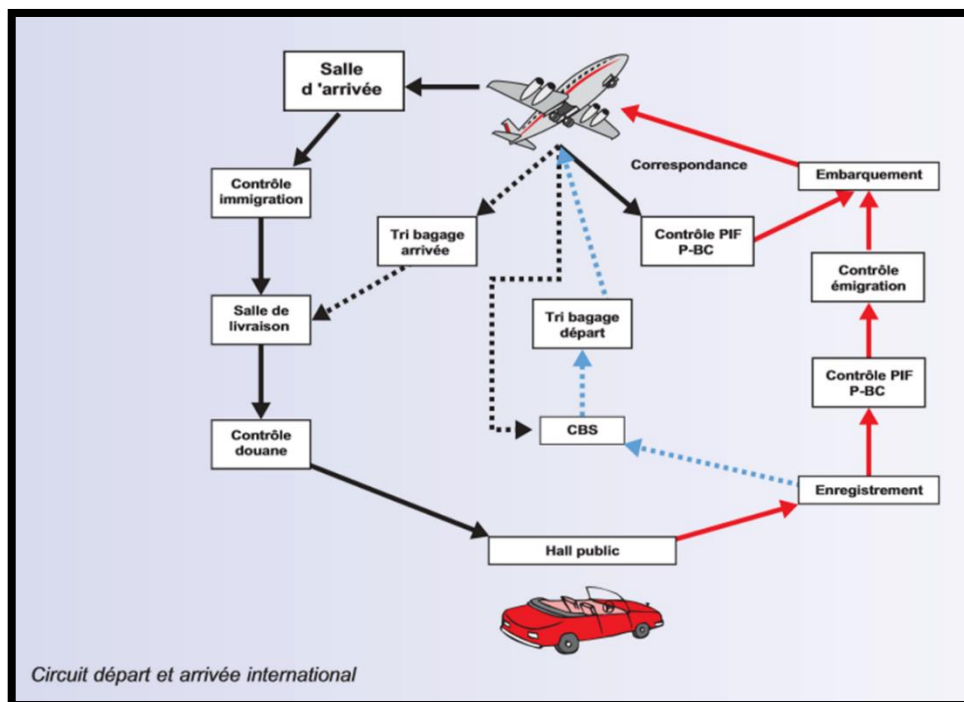 Salle
d 'arrivée
Correspondance
Embarquement
Contrôle
immigration
Tri bagage
arrivée
Contrôle PIF
P-BC
Contrôle
émigration
Salle de
livraison
Tri bagage
départ
Contrôle PIF
P-BC
Contrôle
douane
CBS
Enregistrement
Hall public
Circuit départ et arrivée international